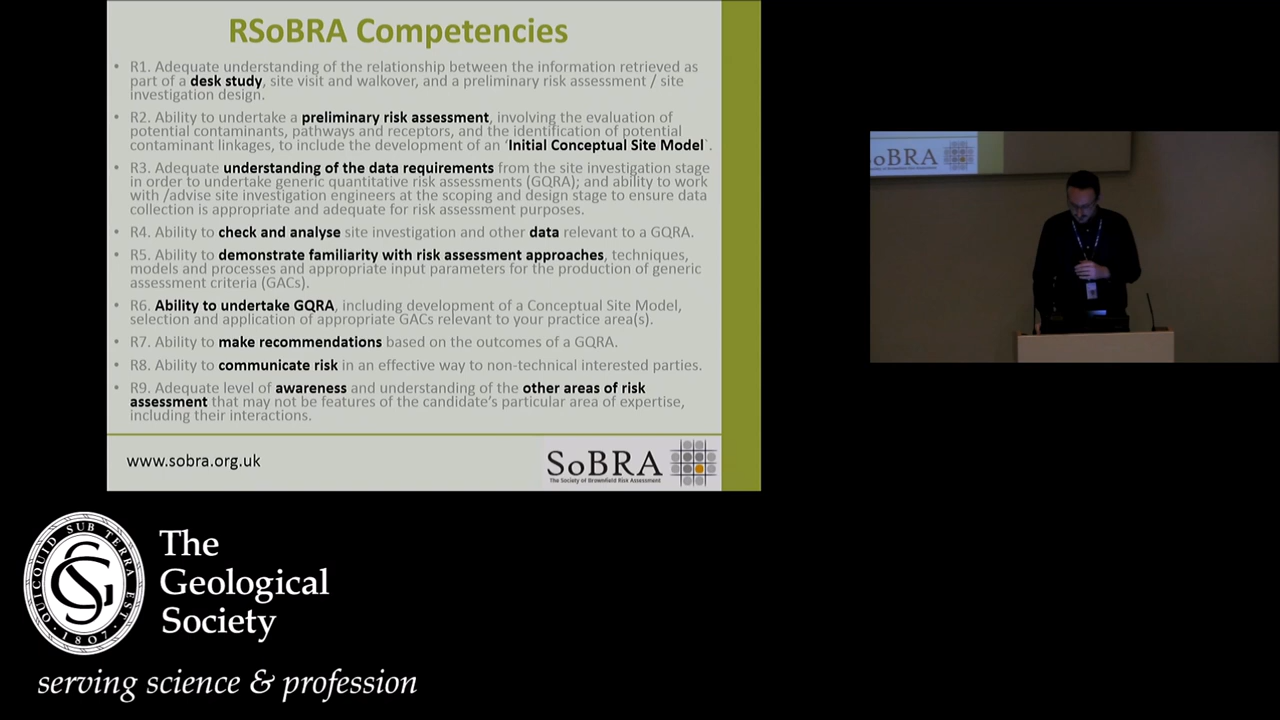 RSoBRA Competencies
• R1. Adequate understanding of the relationship between the information retrieved as
part of a desk study, site visit and walkover, and a preliminary risk assessment / site
investigation design.
• R2. Ability to undertake a preliminary risk assessment, involving the evaluation of
potential contaminants, pathways and receptors, and the identification of potential
contaminant linkages, to include the development of an 'Initial Conceptual Site Model'.
• R3. Adequate understanding of the data requirements from the site investigation stage
in order to undertake generic quantitative risk assessments (GQRA); and ability to work
with /advise site investigation engineers at the scoping and design stage to ensure data
collection is appropriate and adequate for risk assessment purposes.
• R4. Ability to check and analyse site investigation and other data relevant to a GQRA.
• R5. Ability to demonstrate familiarity with risk assessment approaches, techniques,
models and processes and appropriate input parameters for the production of generic
assessment criteria (GACs).
• R6. Ability to undertake GQRA, including development of a Conceptual Site Model,
selection and application of appropriate GACs relevant to your practice area(s).
• R7. Ability to make recommendations based on the outcomes of a GQRA.
• R8. Ability to communicate risk in an effective way to non-technical interested parties.
• R9. Adequate level of awareness and understanding of the other areas of risk
assessment that may not be features of the candidate's particular area of expertise,
including their interactions.
www.sobra.org.uk
SoBRA
The Society of Brownfield Risk Assessment
oBRA
QUICQUID SUB TERRA EST
1807
The
Geological
Society
serving science & profession